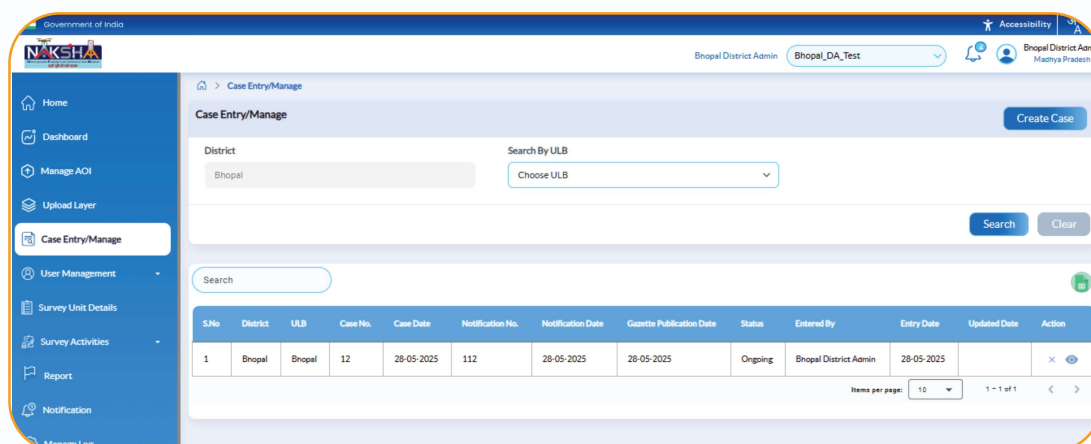 Government of India
Accessibility
NAKSHA
Bhopal District Admin
Bhopal_DA_Test
Bhopal District Adm
Madhya Pradesh
Home
Dashboard
Manage AOI
Upload Layer
Case Entry/Manage
User Management
Survey Unit Details
Survey Activities
Report
Notification
Manage Log
> Case Entry/Manage
Case Entry/Manage
Create Case
District
Search By ULB
Bhopal
Choose ULB
Search
Clear
Search
S.No District ULB Case No. Case Date Notification No. Notification Date Gazette Publication Date Status Entered By Entry Date Updated Date Action
1 Bhopal Bhopal 12 28-05-2025 112 28-05-2025 28-05-2025 Ongoing Bhopal District Admin 28-05-2025
Items per page: 10 1 – 1 of 1